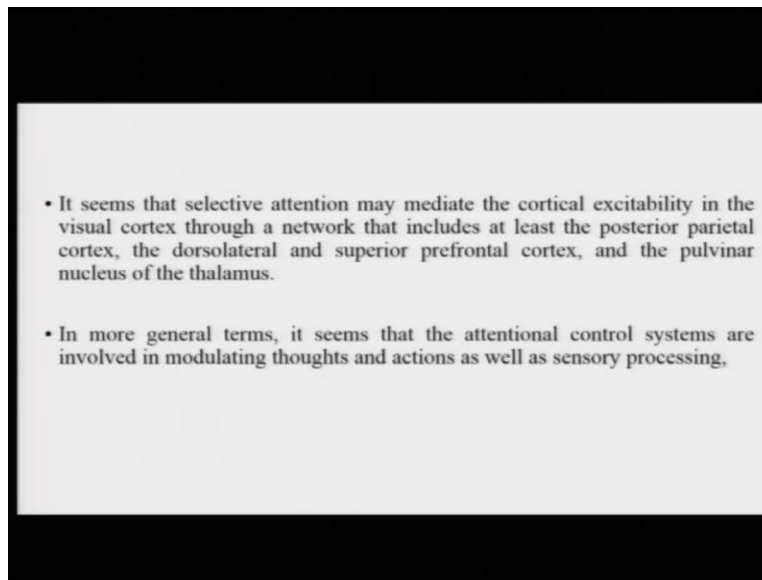 • It seems that selective attention may mediate the cortical excitability in the
visual cortex through a network that includes at least the posterior parietal
cortex, the dorsolateral and superior prefrontal cortex, and the pulvinar
nucleus of the thalamus.
• In more general terms, it seems that the attentional control systems are
involved in modulating thoughts and actions as well as sensory processing,